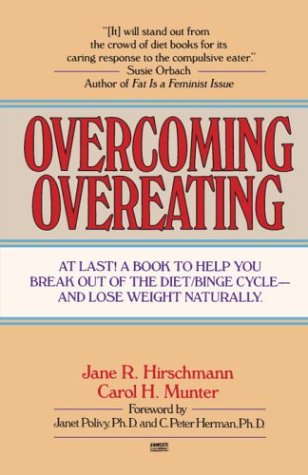 "[It] will stand out from
the crowd of diet books for its
caring response to the compulsive eater."
Susie Orbach
Author of Fat Is a Feminist Issue
OVERCOMING
OVEREATING
AT LAST! A BOOK TO HELP YOU
BREAK OUT OF THE DIET/BINGE CYCLE—
AND LOSE WEIGHT NATURALLY.
Jane R. Hirschmann
Carol H. Munter
Foreword by
Janet Polivy, Ph.D. and C. Peter Herman, Ph.D.
FAWCETT
COLUMBINE